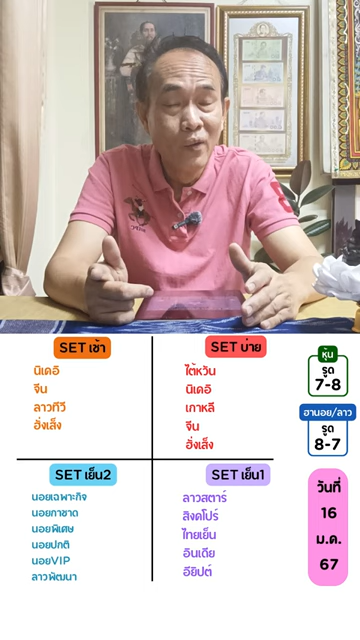 SET เช้า
นิเคอิ
จีน
ลาวทีวี
ฮั่งเส็ง
SET บ่าย
ไต้หวัน
นิเคอิ
เกาหลี
จีน
ฮั่งเส็ง
หุ้น
รูด
7-8
ฮานอย/ลาว
รูด
8-7
SET เย็น2
นอยเฉพาะกิจ
นอยกาชาด
นอยพิเศษ
นอยปกติ
นอยVIP
ลาวพัฒนา
SET เย็น1
ลาวสตาร์
สิงคโปร์
ไทยเย็น
อินเดีย
อียิปต์
วันที่
16
ม.ค.
67